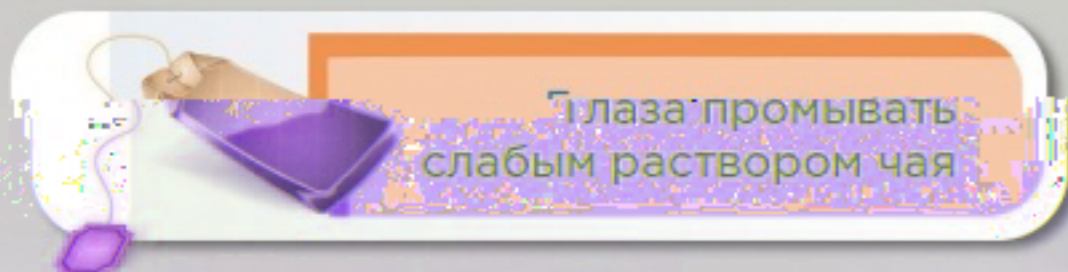 Глаза промывать
слабым раствором чая